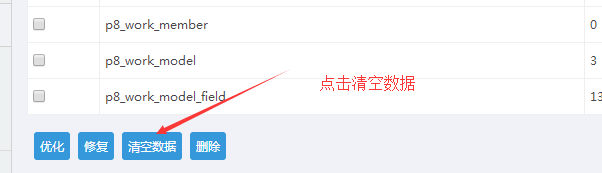 p8_work_member 0
p8_work_model 3
点击清空数据
p8_work_model_field 13
优化 修复 清空数据 删除